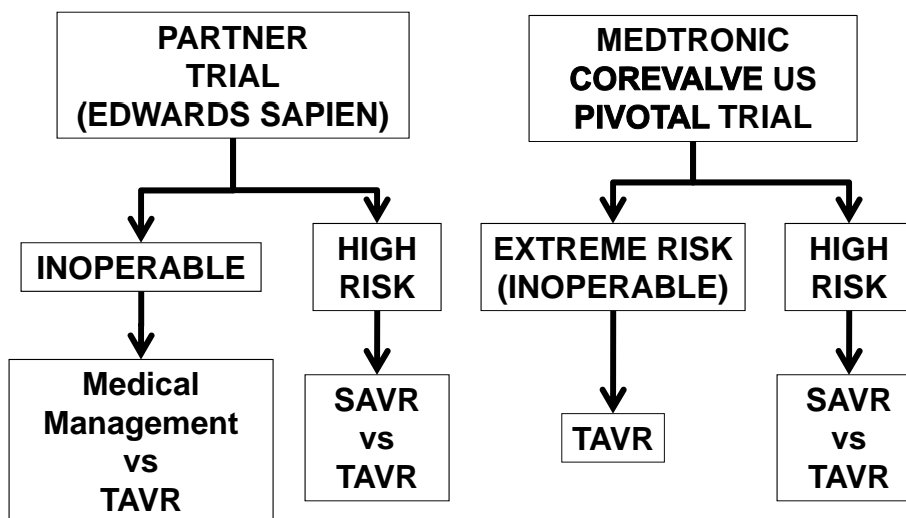 PARTNER
TRIAL
(EDWARDS SAPIEN)
MEDTRONIC
COREVALVE US
PIVOTAL TRIAL
INOPERABLE
HIGH
RISK
EXTREME RISK
(INOPERABLE)
HIGH
RISK
Medical
Management
vs
TAVR
SAVR
vs
TAVR
TAVR
SAVR
vs
TAVR